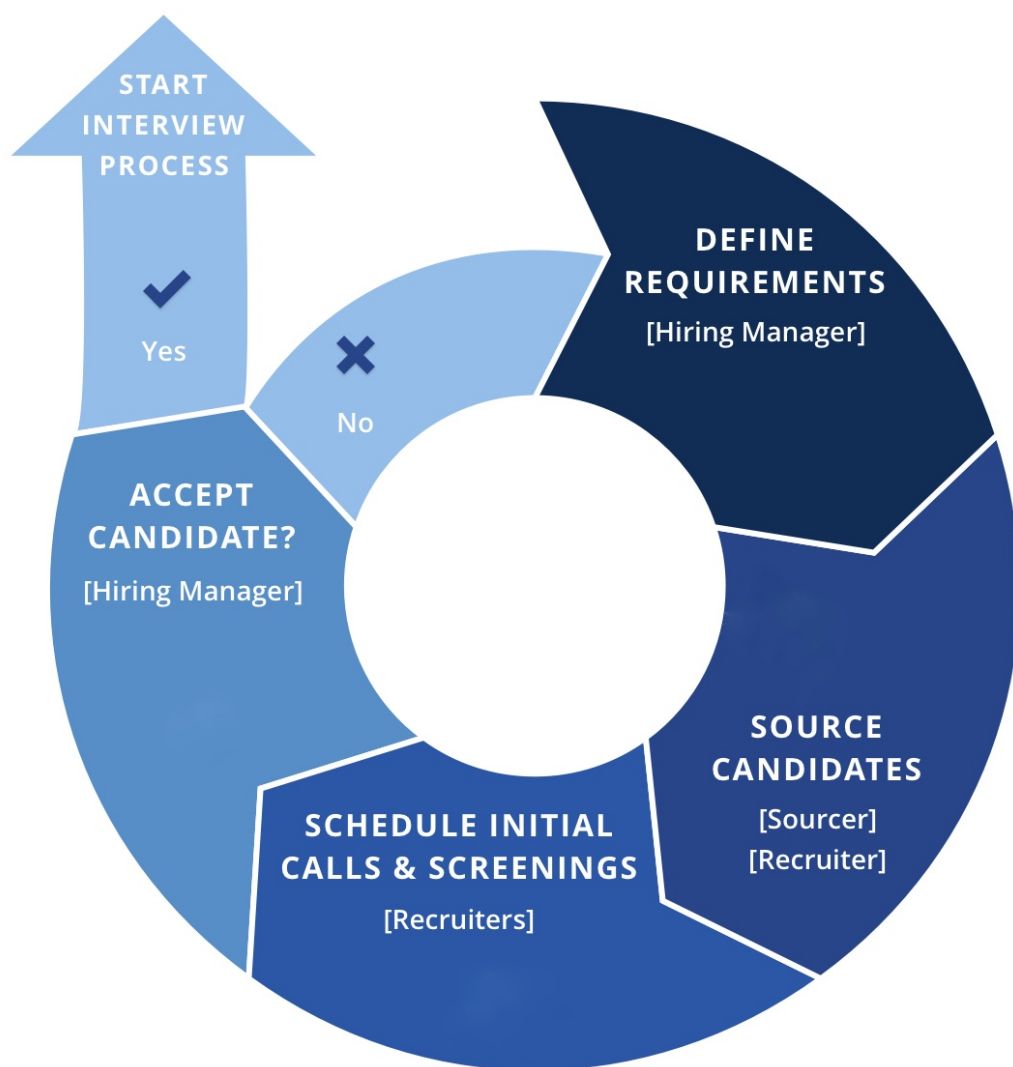 START
INTERVIEW
PROCESS
Yes
No
DEFINE
REQUIREMENTS
[Hiring Manager]
SOURCE
CANDIDATES
[Sourcer]
[Recruiter]
SCHEDULE INITIAL
CALLS & SCREENINGS
[Recruiters]
ACCEPT
CANDIDATE?
[Hiring Manager]